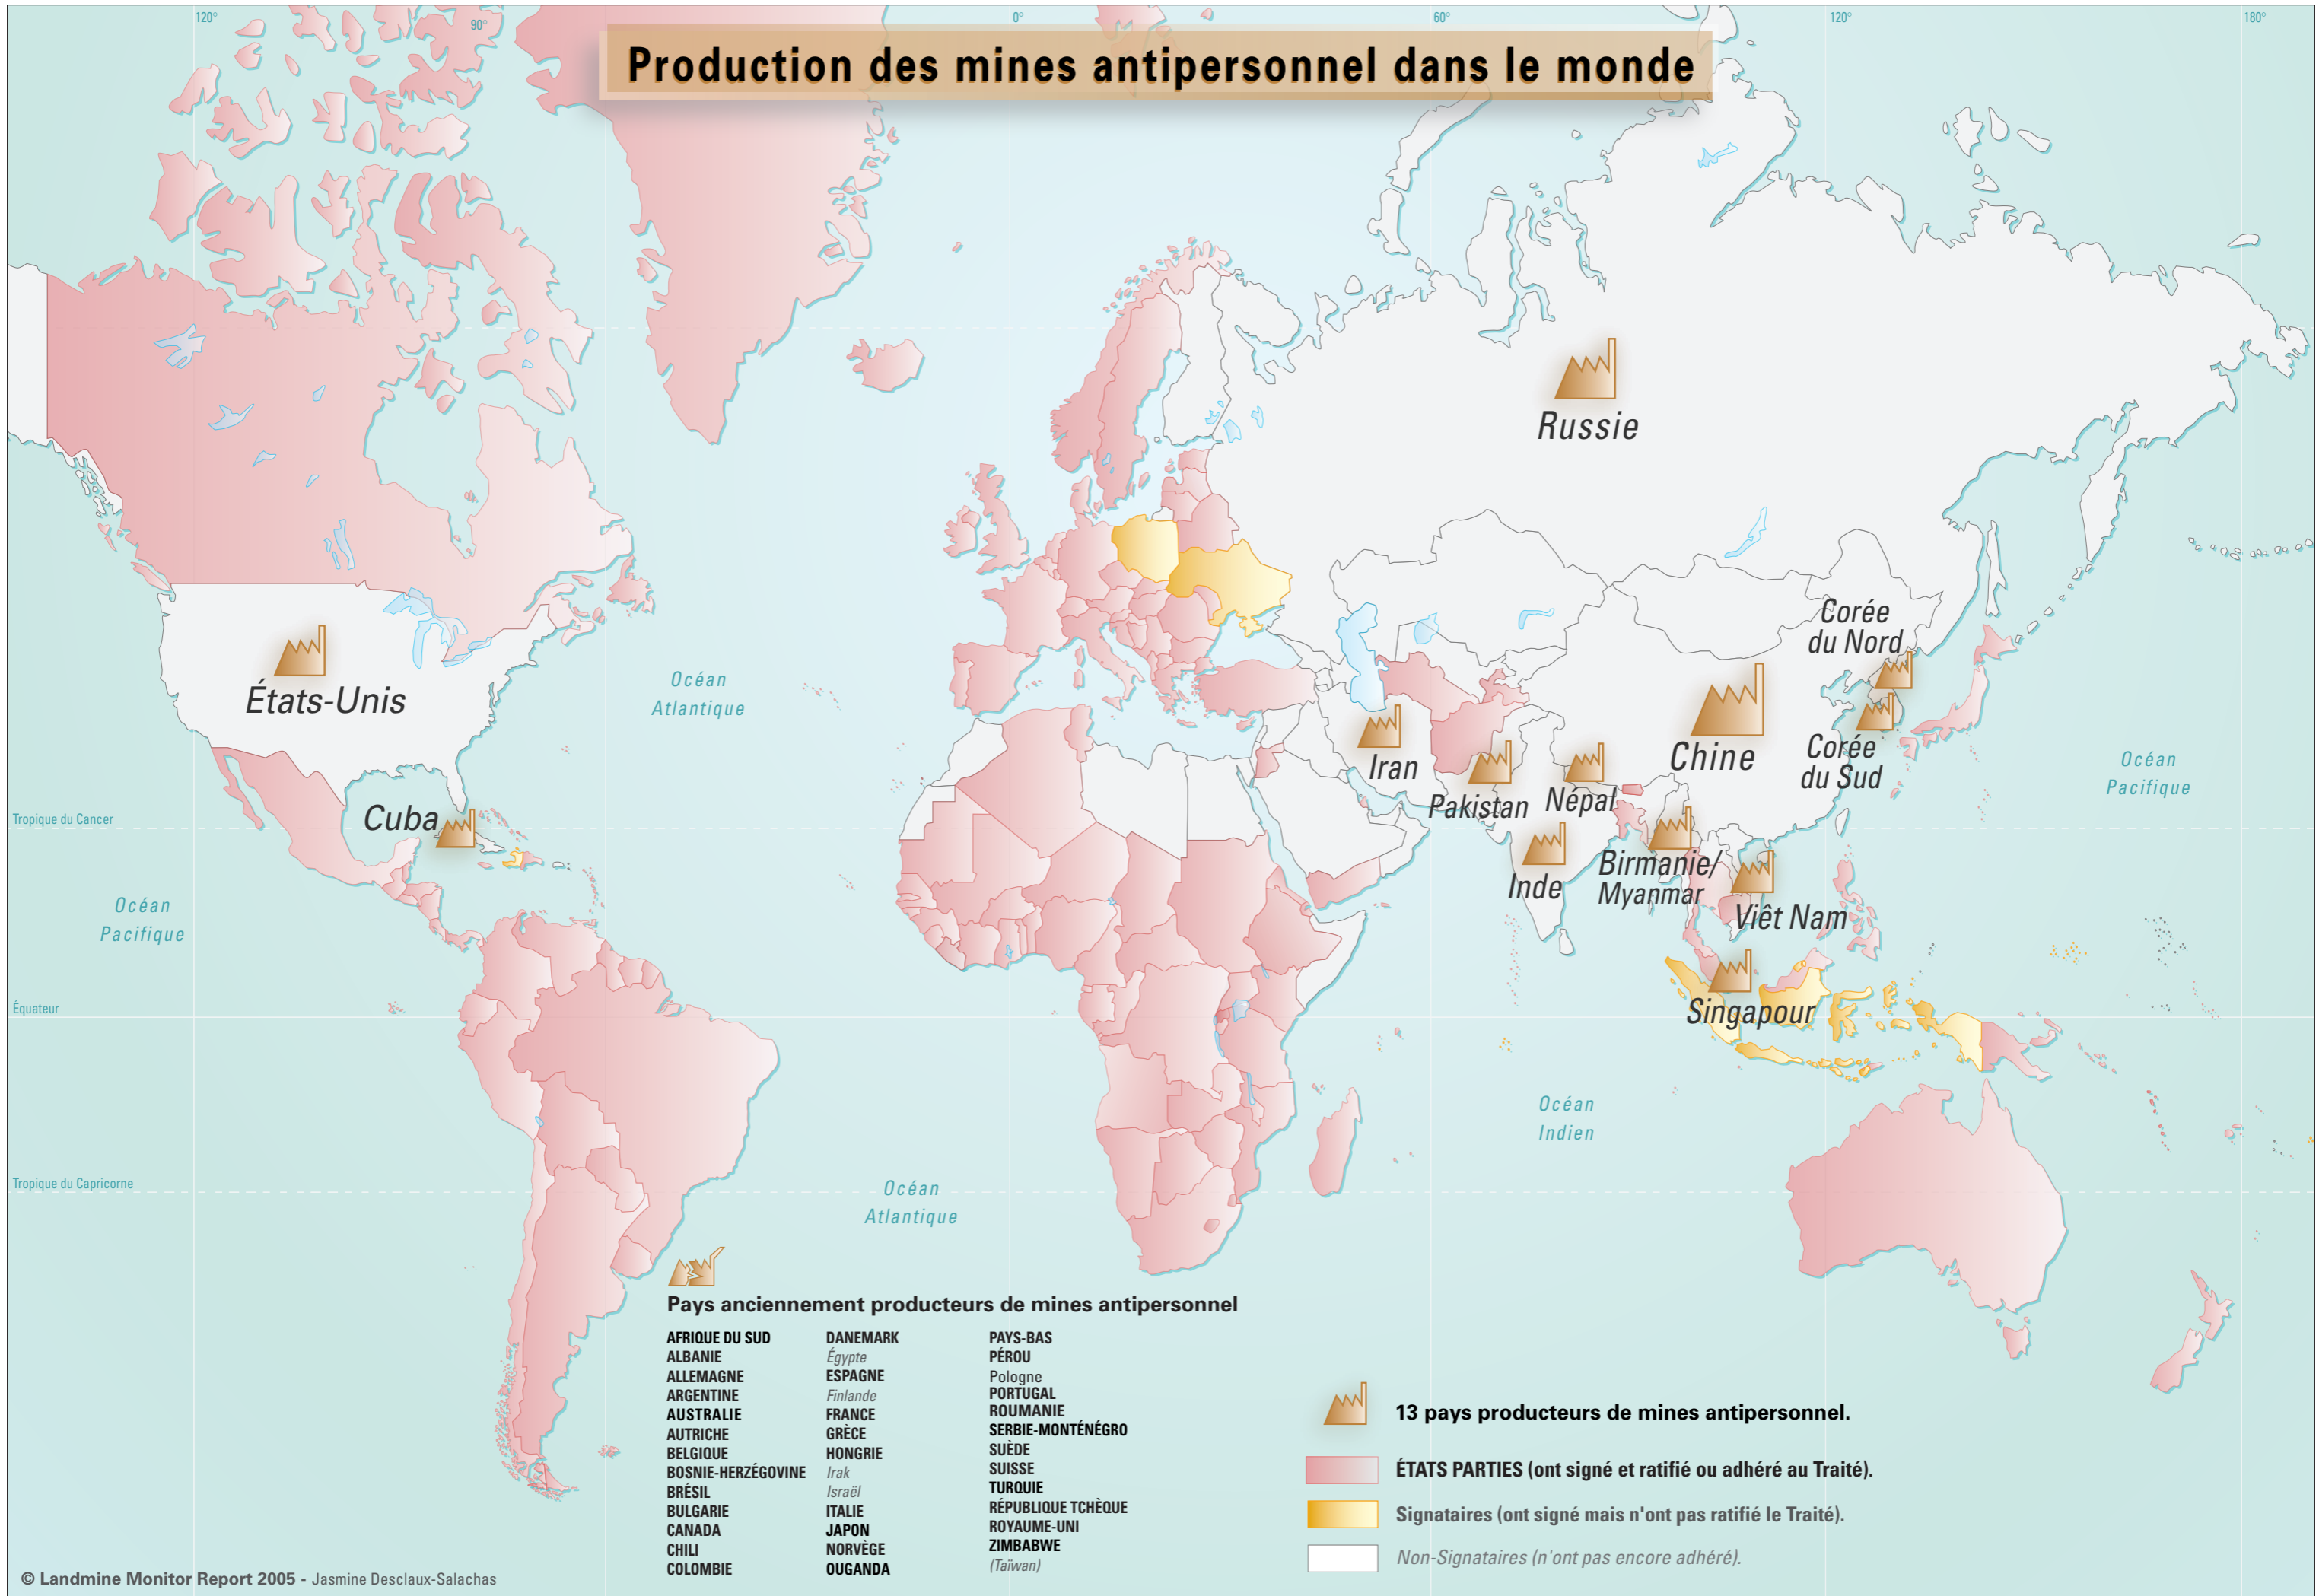 120°
90°
0°
60°
120°
180°
Production des mines antipersonnel dans le monde
Russie
États-Unis
Océan
Atlantique
Corée
du Nord
Iran
Chine
Corée
du Sud
Océan
Pacifique
Pakistan
Népal
Cuba
Tropique du Cancer
Inde
Birmanie/
Myanmar
Viêt Nam
Océan
Pacifique
Équateur
Singapour
Océan
Indien
Tropique du Capricorne
Océan
Atlantique
Pays anciennement producteurs de mines antipersonnel
AFRIQUE DU SUD
ALBANIE
ALLEMAGNE
ARGENTINE
AUSTRALIE
AUTRICHE
BELGIQUE
BOSNIE-HERZÉGOVINE
BRÉSIL
BULGARIE
CANADA
CHILI
COLOMBIE
DANEMARK
Égypte
ESPAGNE
Finlande
FRANCE
GRÈCE
HONGRIE
Irak
Israël
ITALIE
JAPON
NORVÈGE
OUGANDA
PAYS-BAS
PÉROU
Pologne
PORTUGAL
ROUMANIE
SERBIE-MONTÉNÉGRO
SUÈDE
SUISSE
TURQUIE
RÉPUBLIQUE TCHÈQUE
ROYAUME-UNI
ZIMBABWE
(Taïwan)
13 pays producteurs de mines antipersonnel.
ÉTATS PARTIES (ont signé et ratifié ou adhéré au Traité).
Signataires (ont signé mais n'ont pas ratifié le Traité).
Non-Signataires (n'ont pas encore adhéré).
© Landmine Monitor Report 2005 - Jasmine Desclaux-Salachas